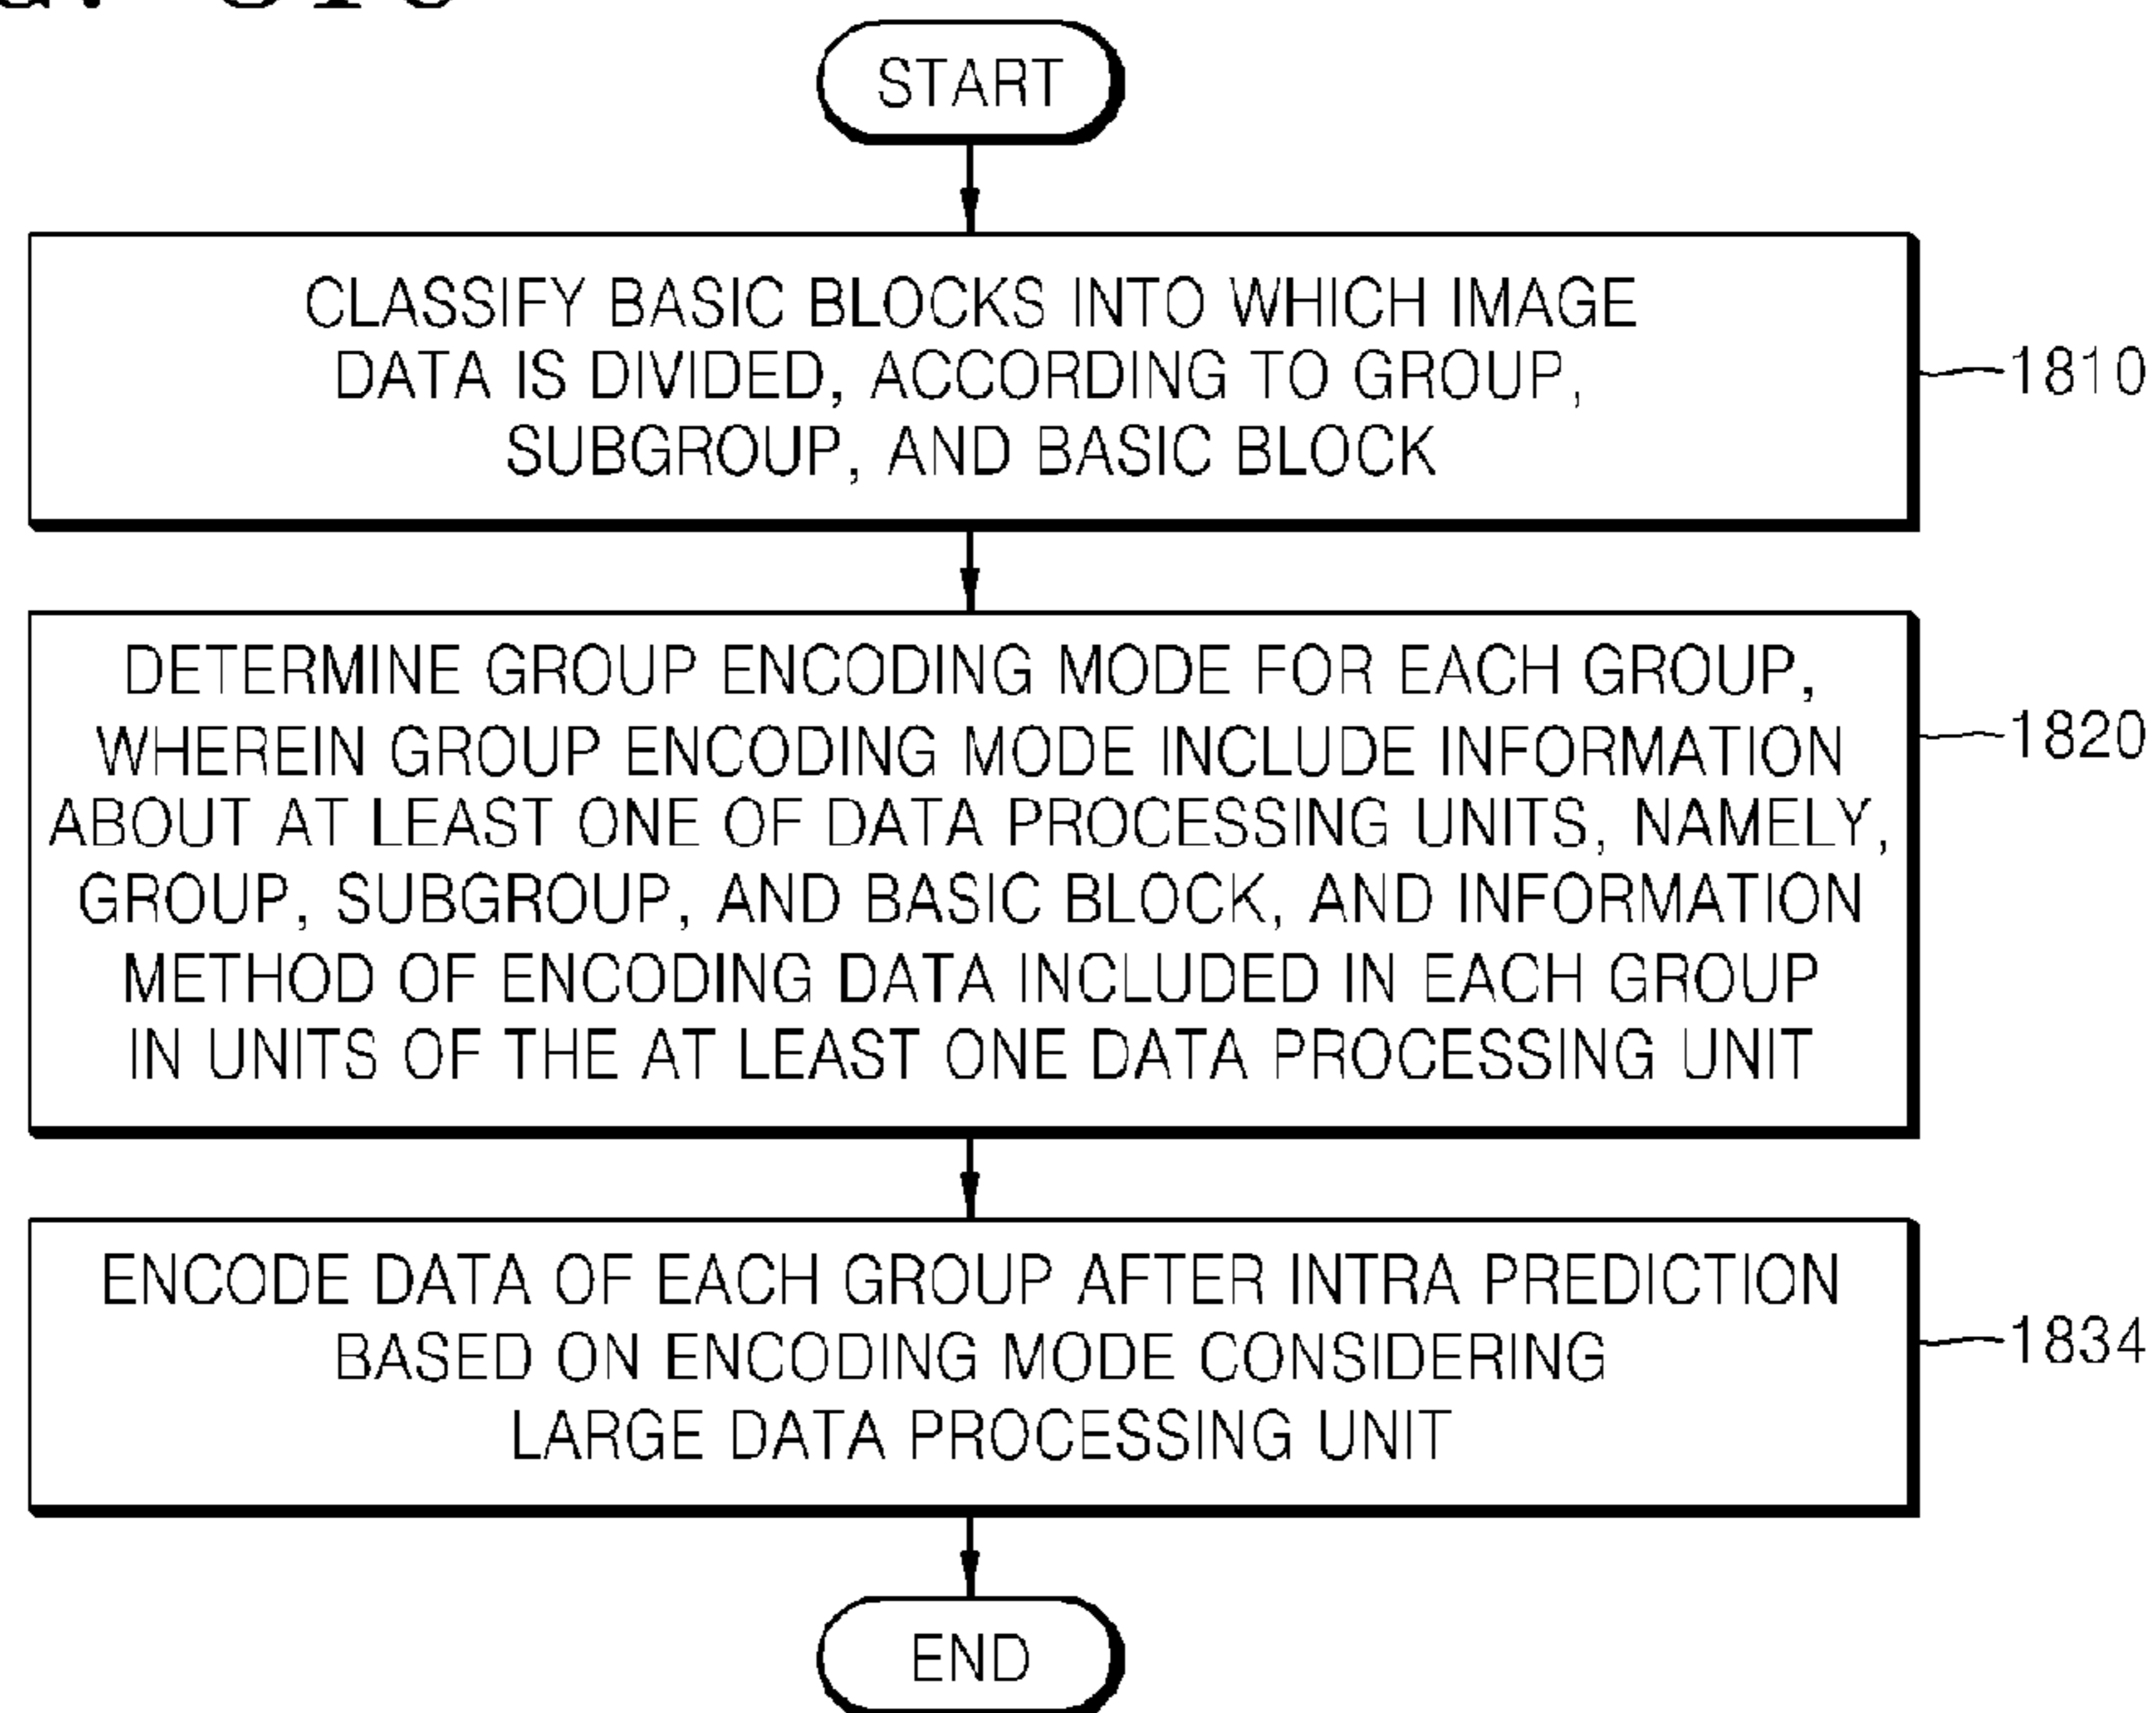 START
CLASSIFY BASIC BLOCKS INTO WHICH IMAGE
DATA IS DIVIDED, ACCORDING TO GROUP,
SUBGROUP, AND BASIC BLOCK
1810
DETERMINE GROUP ENCODING MODE FOR EACH GROUP,
WHEREIN GROUP ENCODING MODE INCLUDE INFORMATION
ABOUT AT LEAST ONE OF DATA PROCESSING UNITS, NAMELY,
GROUP, SUBGROUP, AND BASIC BLOCK, AND INFORMATION
METHOD OF ENCODING DATA INCLUDED IN EACH GROUP
IN UNITS OF THE AT LEAST ONE DATA PROCESSING UNIT
1820
ENCODE DATA OF EACH GROUP AFTER INTRA PREDICTION
BASED ON ENCODING MODE CONSIDERING
LARGE DATA PROCESSING UNIT
1834
END